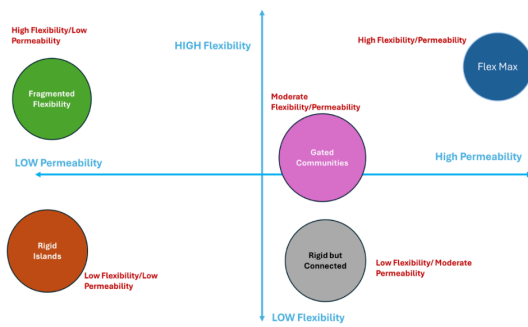 High Flexibility/Low
Permeability
HIGH Flexibility
High Flexibility/Permeability
Flex Max
Fragmented
Flexibility
Moderate
Flexibility/Permeability
Gated
Communities
LOW Permeability
High Permeability
Rigid
Islands
Rigid but
Connected
Low Flexibility/Low
Permeability
Low Flexibility/ Moderate
Permeability
LOW Flexibility